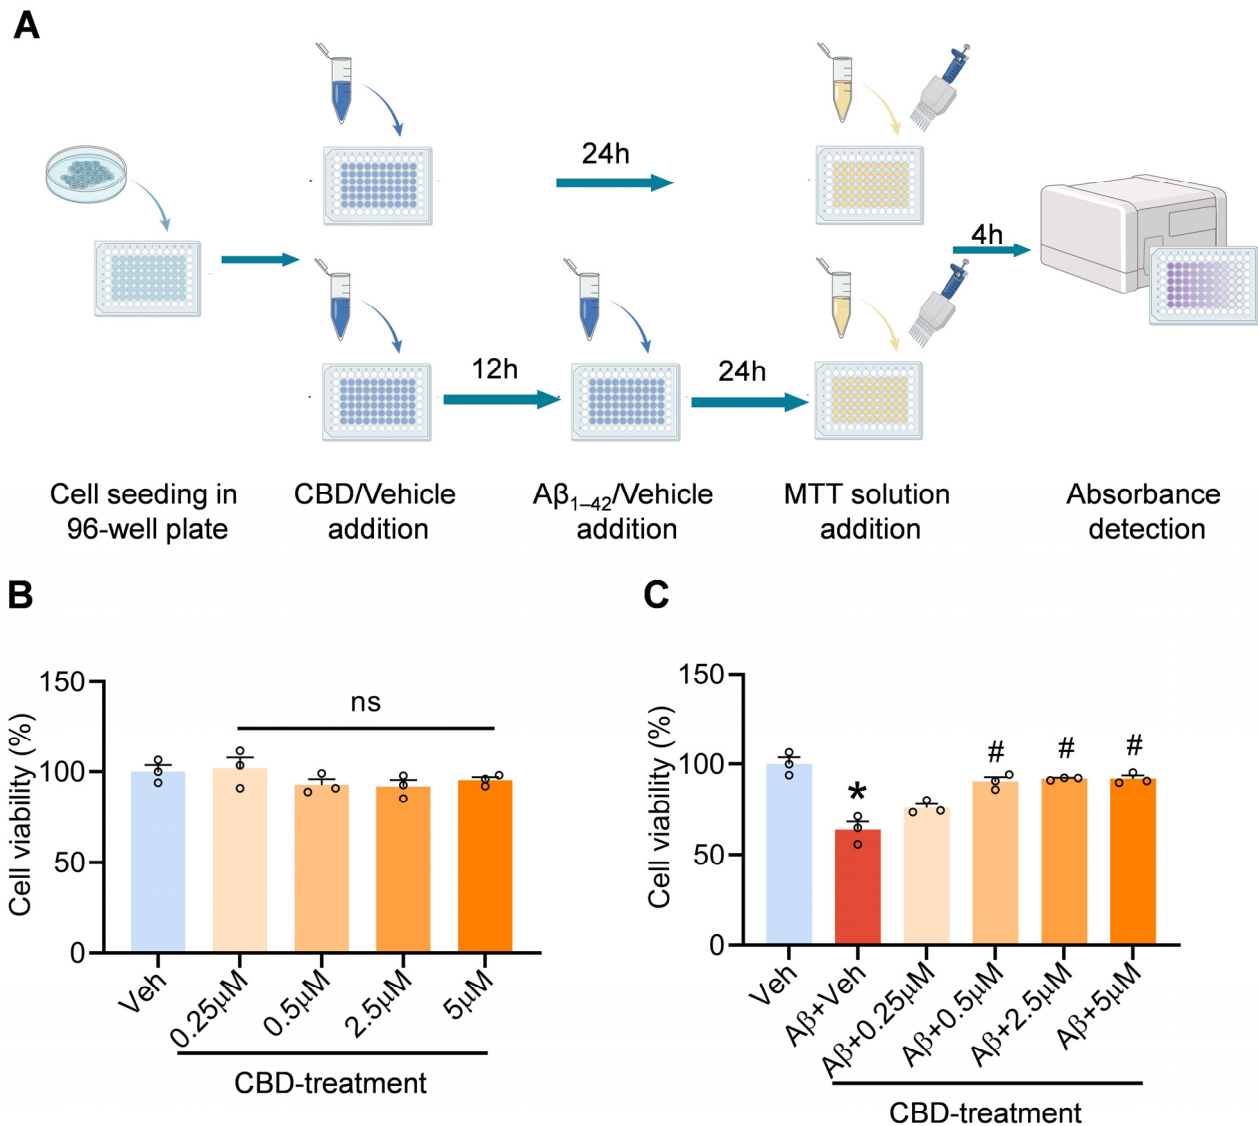 A
24h
4h
12h
24h
Cell seeding in
96-well plate
CBD/Vehicle
addition
Aβ1–42/Vehicle
addition
MTT solution
addition
Absorbance
detection
B
Cell viability (%)
150
100
50
0
ns
Veh
0.25μM
0.5μM
2.5μM
5μM
CBD-treatment
C
Cell viability (%)
150
100
50
0
*
#
#
#
Veh
Aβ+Veh
Aβ+0.25μM
Aβ+0.5μM
Aβ+2.5μM
Aβ+5μM
CBD-treatment